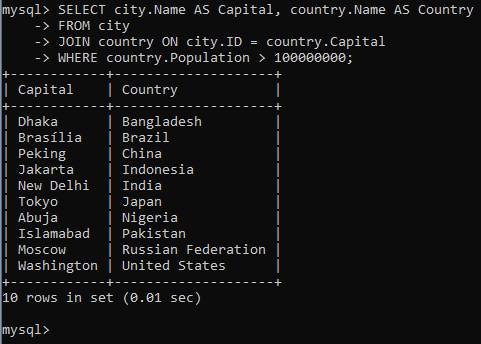 mysql> SELECT city.Name AS Capital, country.Name AS Country
    -> FROM city
    -> JOIN country ON city.ID = country.Capital
    -> WHERE country.Population > 100000000;
+------------+--------------------+
| Capital    | Country            |
+------------+--------------------+
| Dhaka      | Bangladesh         |
| Brasília   | Brazil             |
| Peking     | China              |
| Jakarta    | Indonesia          |
| New Delhi  | India              |
| Tokyo      | Japan              |
| Abuja      | Nigeria            |
| Islamabad  | Pakistan           |
| Moscow     | Russian Federation |
| Washington | United States      |
+------------+--------------------+
10 rows in set (0.01 sec)
mysql>